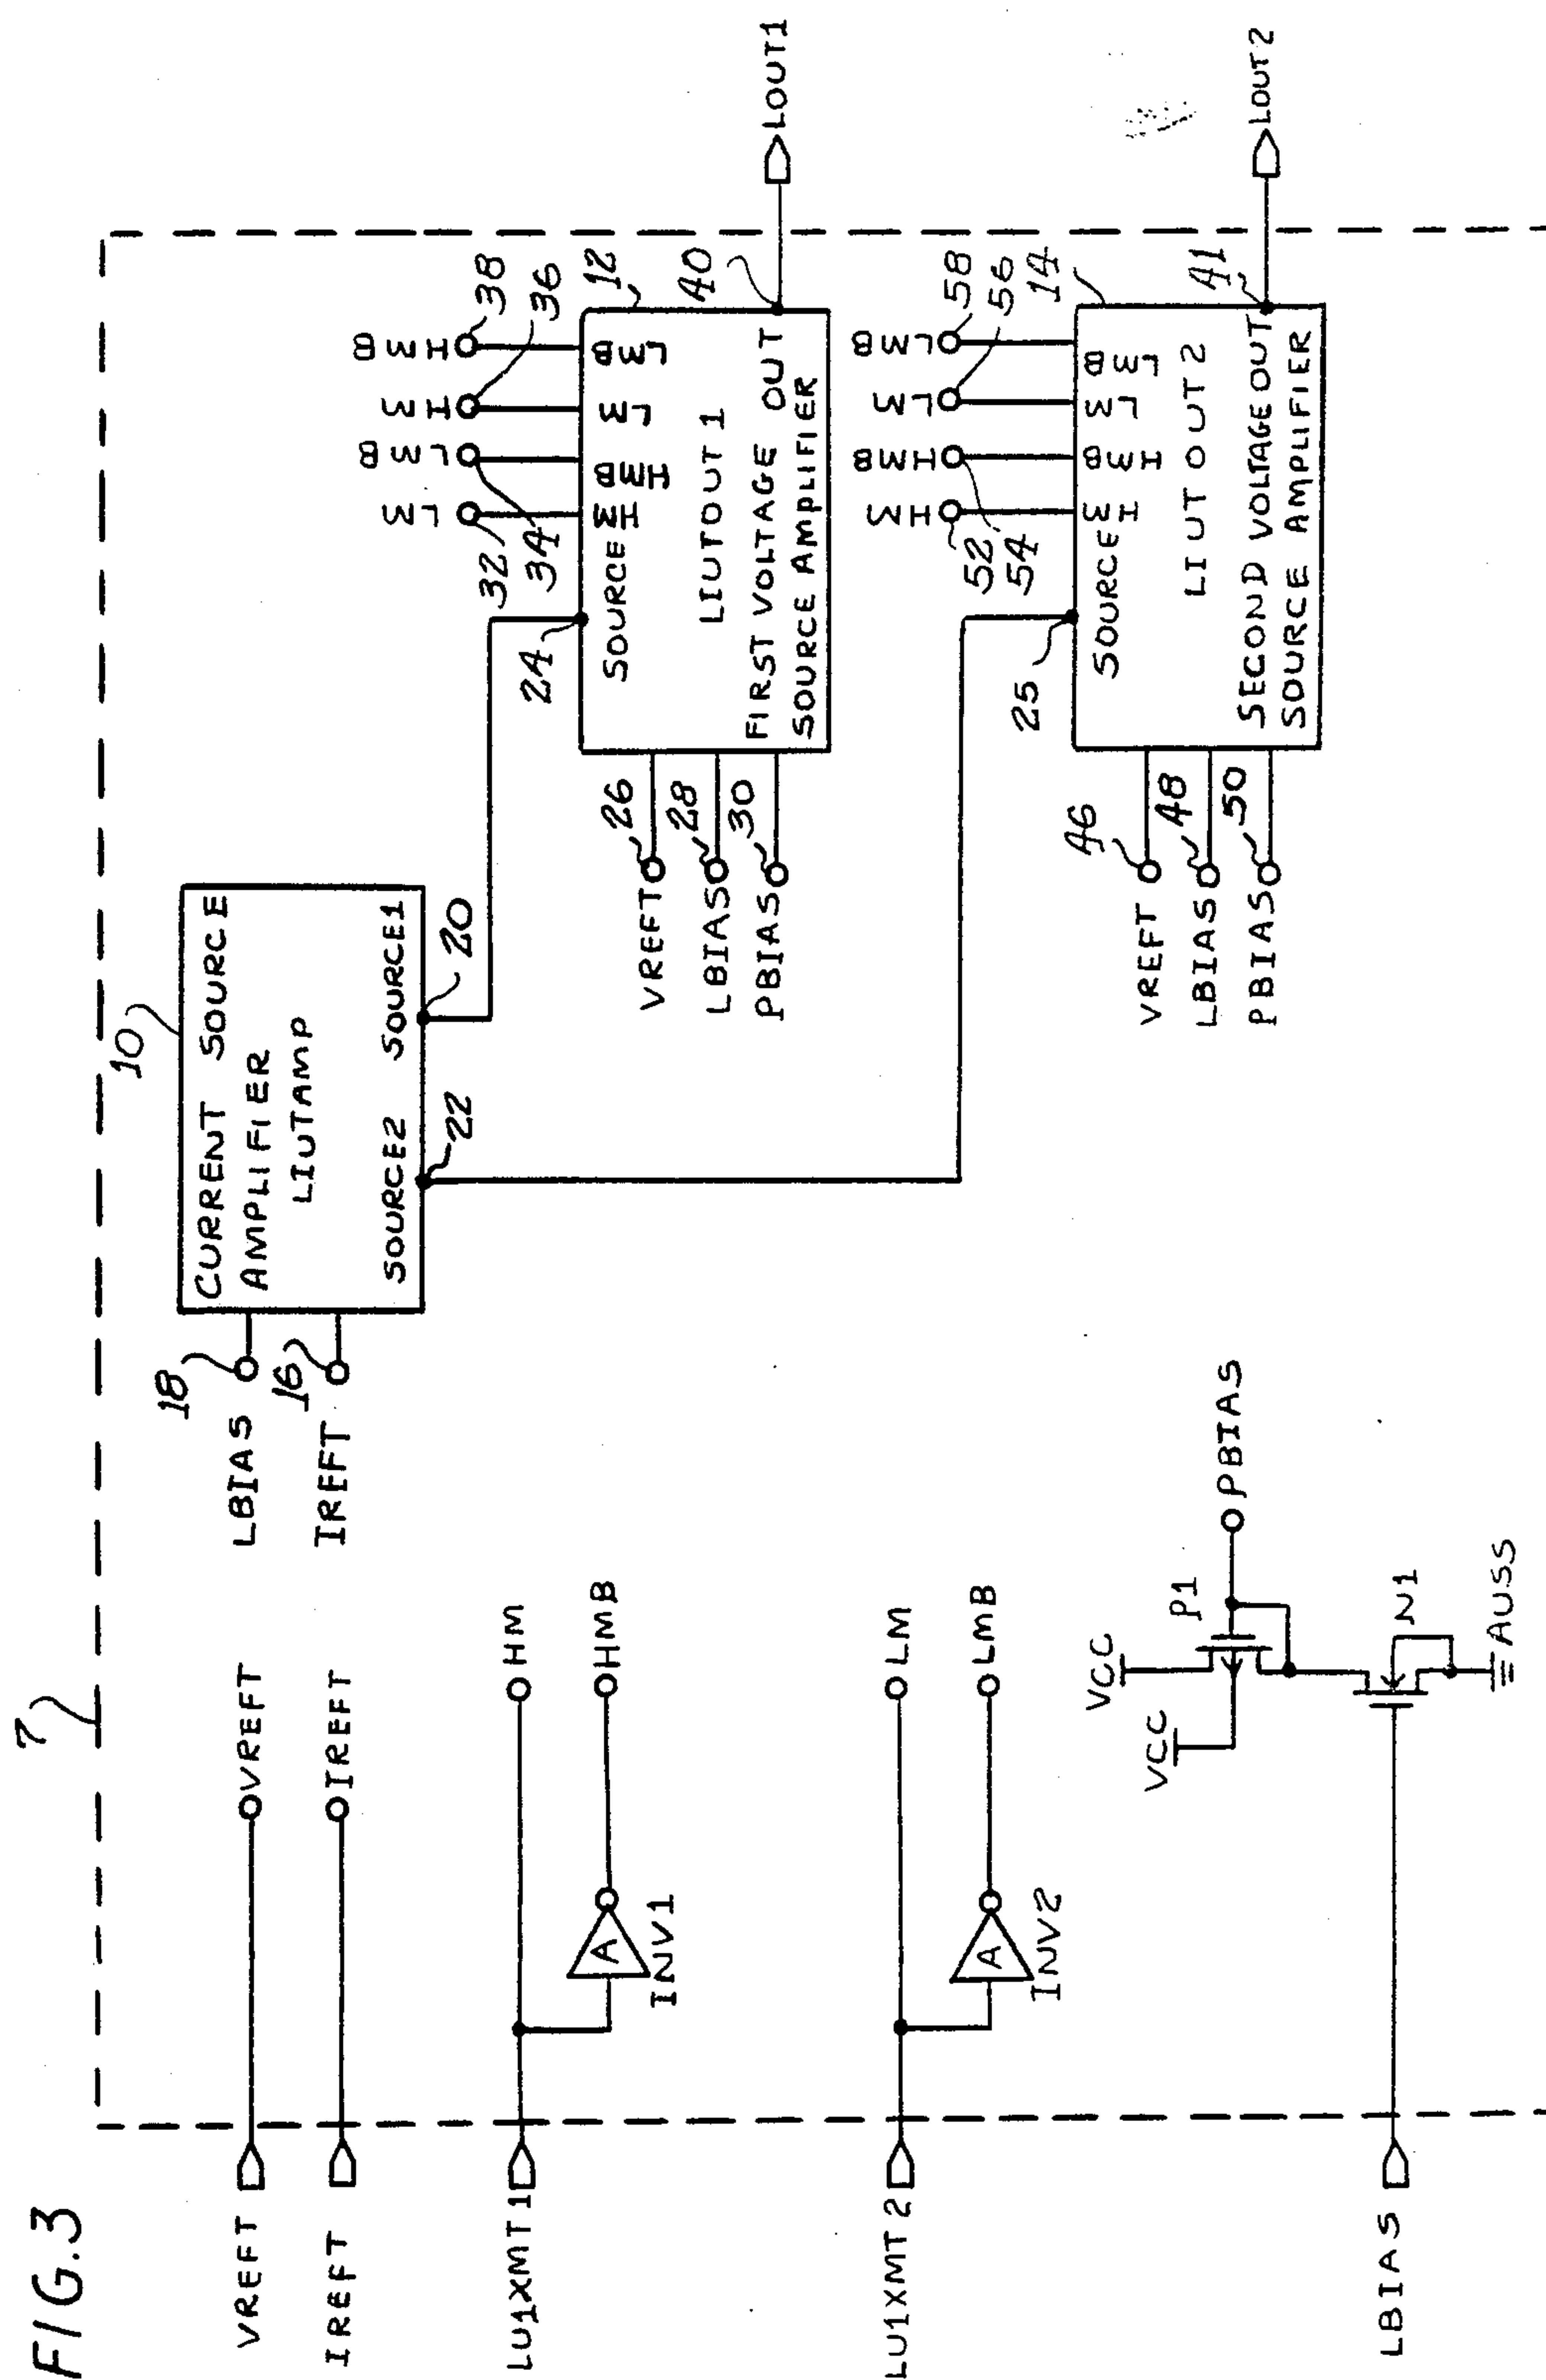 FIG.3
7
VREFT
VREFT
IREFT
IREFT
LU1XMT1
HM
HMB
A
INV1
LU1XMT2
LM
LMB
A
INV2
LBIAS
VCC
VCC
P1
PBIAS
N1
AUSS
10
18
LBIAS
16
IREFT
CURRENT SOURCE
AMPLIFIER
LIUTAMP
SOURCE2
SOURCE1
22
20
24
LM
LMB
HM
HMB
32
34
36
38
12
SOURCE
HM
HMB
LM
LMB
LIUTOUT1
FIRST VOLTAGE OUT
SOURCE AMPLIFIER
VREFT
26
LBIAS
28
PBIAS
30
40
LOUT1
25
HM
HMB
LM
LMB
52
54
56
58
14
SOURCE
HM
HMB
LM
LMB
LIUTOUT2
SECOND VOLTAGE OUT
SOURCE AMPLIFIER
VREFT
46
LBIAS
48
PBIAS
50
41
LOUT2